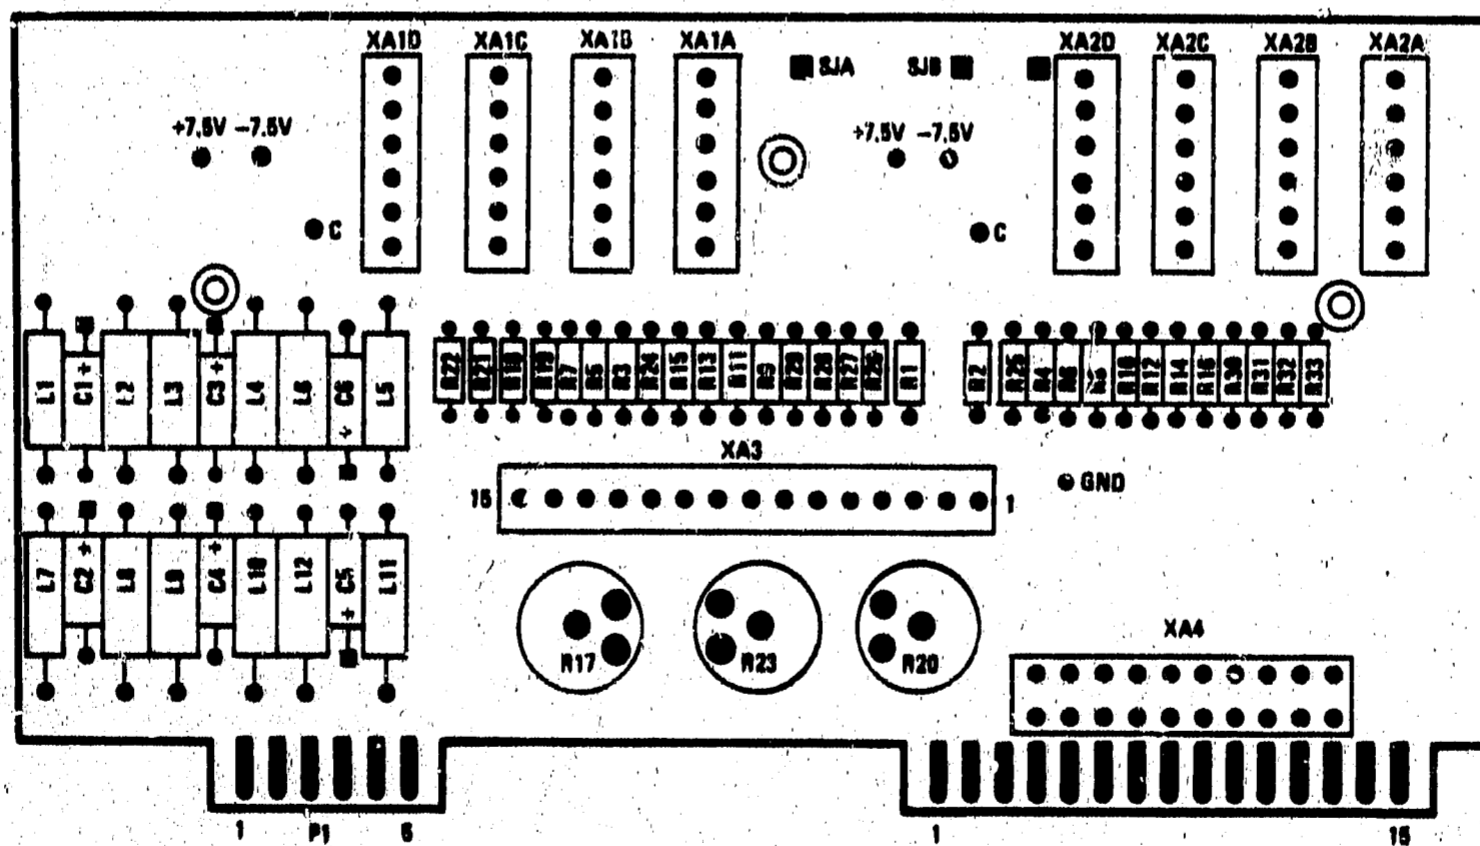 XA1D XA1C XA1B XA1A SJA SJB XA2D XA2C XA2B XA2A
+7.5V -7.5V +7.5V -7.5V
C C
L1 C1 + L2 L3 C3 + L4 L6 C6 + L5 R22 R21 R18 R19 R7 R5 R3 R24 R15 R13 R11 R9 R29 R28 R27 R26 R1 R2 R25 R4 R6 R10 R12 R14 R16 R30 R31 R32 R33
XA3
15 1 GND
L7 C2 + L8 L9 C4 + L10 L12 C5 + L11
R17 R23 R20
XA4
1 P1 6 1 15